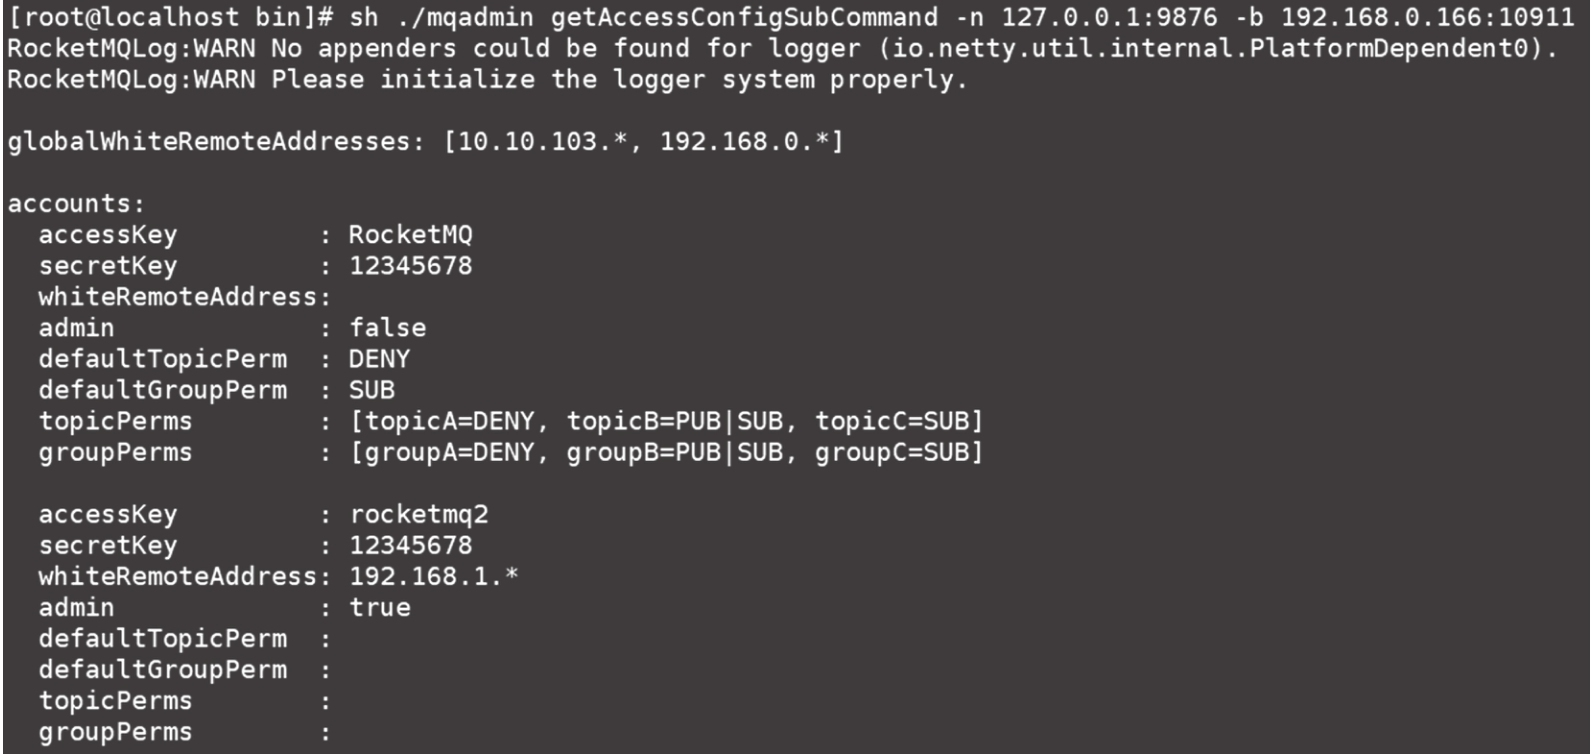 [root@localhost bin]# sh ./mqadmin getAccessConfigSubCommand -n 127.0.0.1:9876 -b 192.168.0.166:10911
RocketMQLog:WARN No appenders could be found for logger (io.netty.util.internal.PlatformDependent0).
RocketMQLog:WARN Please initialize the logger system properly.
globalWhiteRemoteAddresses: [10.10.103.*, 192.168.0.*]
accounts:
  accessKey         : RocketMQ
  secretKey         : 12345678
  whiteRemoteAddress:
  admin             : false
  defaultTopicPerm  : DENY
  defaultGroupPerm  : SUB
  topicPerms        : [topicA=DENY, topicB=PUB|SUB, topicC=SUB]
  groupPerms        : [groupA=DENY, groupB=PUB|SUB, groupC=SUB]
  accessKey         : rocketmq2
  secretKey         : 12345678
  whiteRemoteAddress: 192.168.1.*
  admin             : true
  defaultTopicPerm  :
  defaultGroupPerm  :
  topicPerms        :
  groupPerms        :